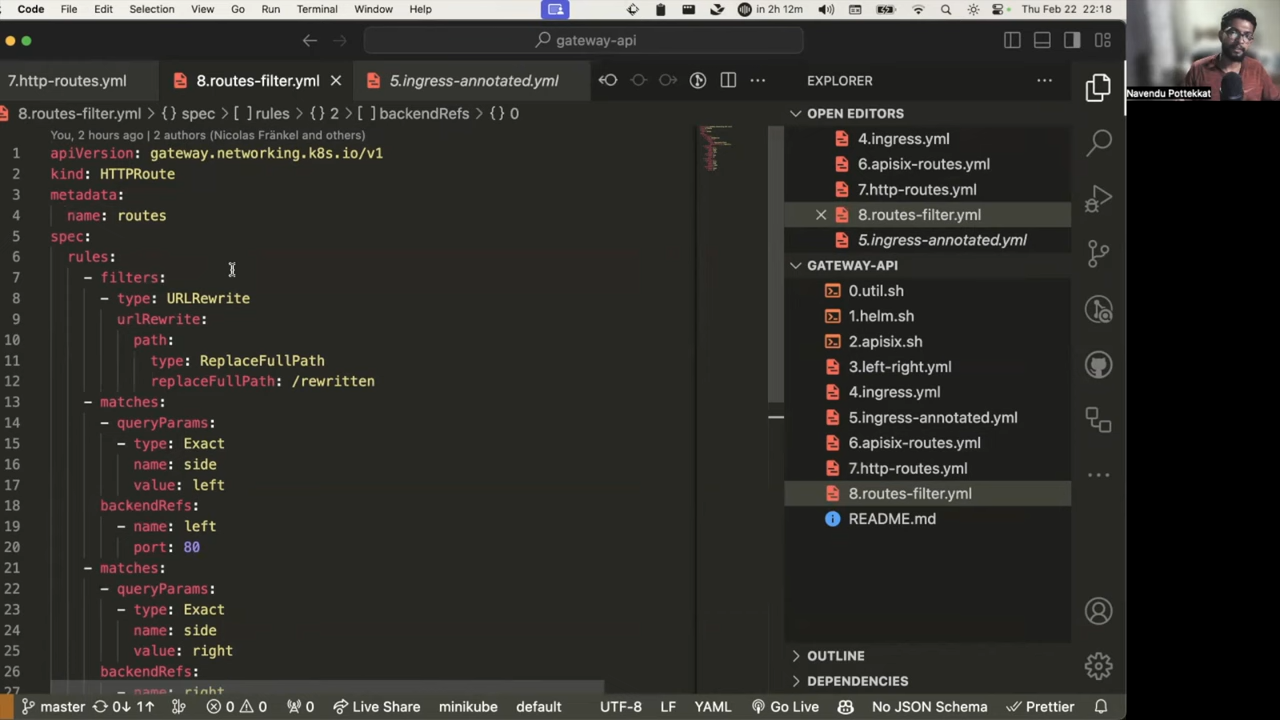 Code File Edit Selection View Go Run Terminal Window Help in 2h 12m Thu Feb 22 22:18
gateway-api
7.http-routes.yml 8.routes-filter.yml 5.ingress-annotated.yml EXPLORER
Navendu Pottekkat
8.routes-filter.yml > {} spec > [ ] rules > {} 2 > [ ] backendRefs > {} 0
You, 2 hours ago | 2 authors (Nicolas Fränkel and others)
1 apiVersion: gateway.networking.k8s.io/v1
2 kind: HTTPRoute
3 metadata:
4 name: routes
5 spec:
6 rules:
7 - filters:
8 - type: URLRewrite
9 urlRewrite:
10 path:
11 type: ReplaceFullPath
12 replaceFullPath: /rewritten
13 - matches:
14 - queryParams:
15 - type: Exact
16 name: side
17 value: left
18 backendRefs:
19 - name: left
20 port: 80
21 - matches:
22 - queryParams:
23 - type: Exact
24 name: side
25 value: right
26 backendRefs:
27 - name: right
OPEN EDITORS
4.ingress.yml
6.apisix-routes.yml
7.http-routes.yml
8.routes-filter.yml
5.ingress-annotated.yml
GATEWAY-API
0.util.sh
1.helm.sh
2.apisix.sh
3.left-right.yml
4.ingress.yml
5.ingress-annotated.yml
6.apisix-routes.yml
7.http-routes.yml
8.routes-filter.yml
README.md
OUTLINE
DEPENDENCIES
master 0↓ 1↑ 0 0 0 Live Share minikube default UTF-8 LF YAML Go Live No JSON Schema Prettier